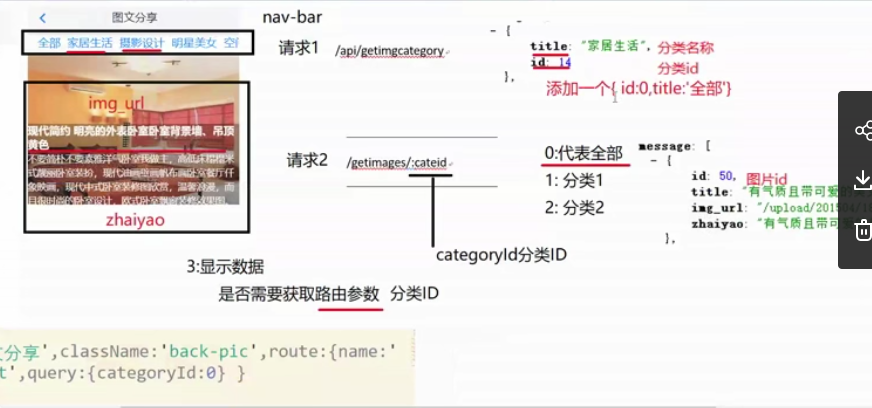 图文分享
全部 家居生活 摄影设计 明星美女
img_url
现代简约 明亮的外表卧室卧室背景墙、吊顶
黄色
zhaiyao
nav-bar
请求1 /api/getimgcategory
- {
title: "家居生活", 分类名称
id: 14
分类id
},
添加一个{ id:0,title:'全部'}
请求2 /getimages/:cateid
categoryId分类ID
0:代表全部
1: 分类1
2: 分类2
message: [
- {
id: 50, 图片id
title: "有气质且带可爱
img_url: "/upload/201504/
zhaiyao: "有气质且带可爱
},
3:显示数据
是否需要获取路由参数 分类ID
文分享',className:'back-pic',route:{name:'
t',query:{categoryId:0} }